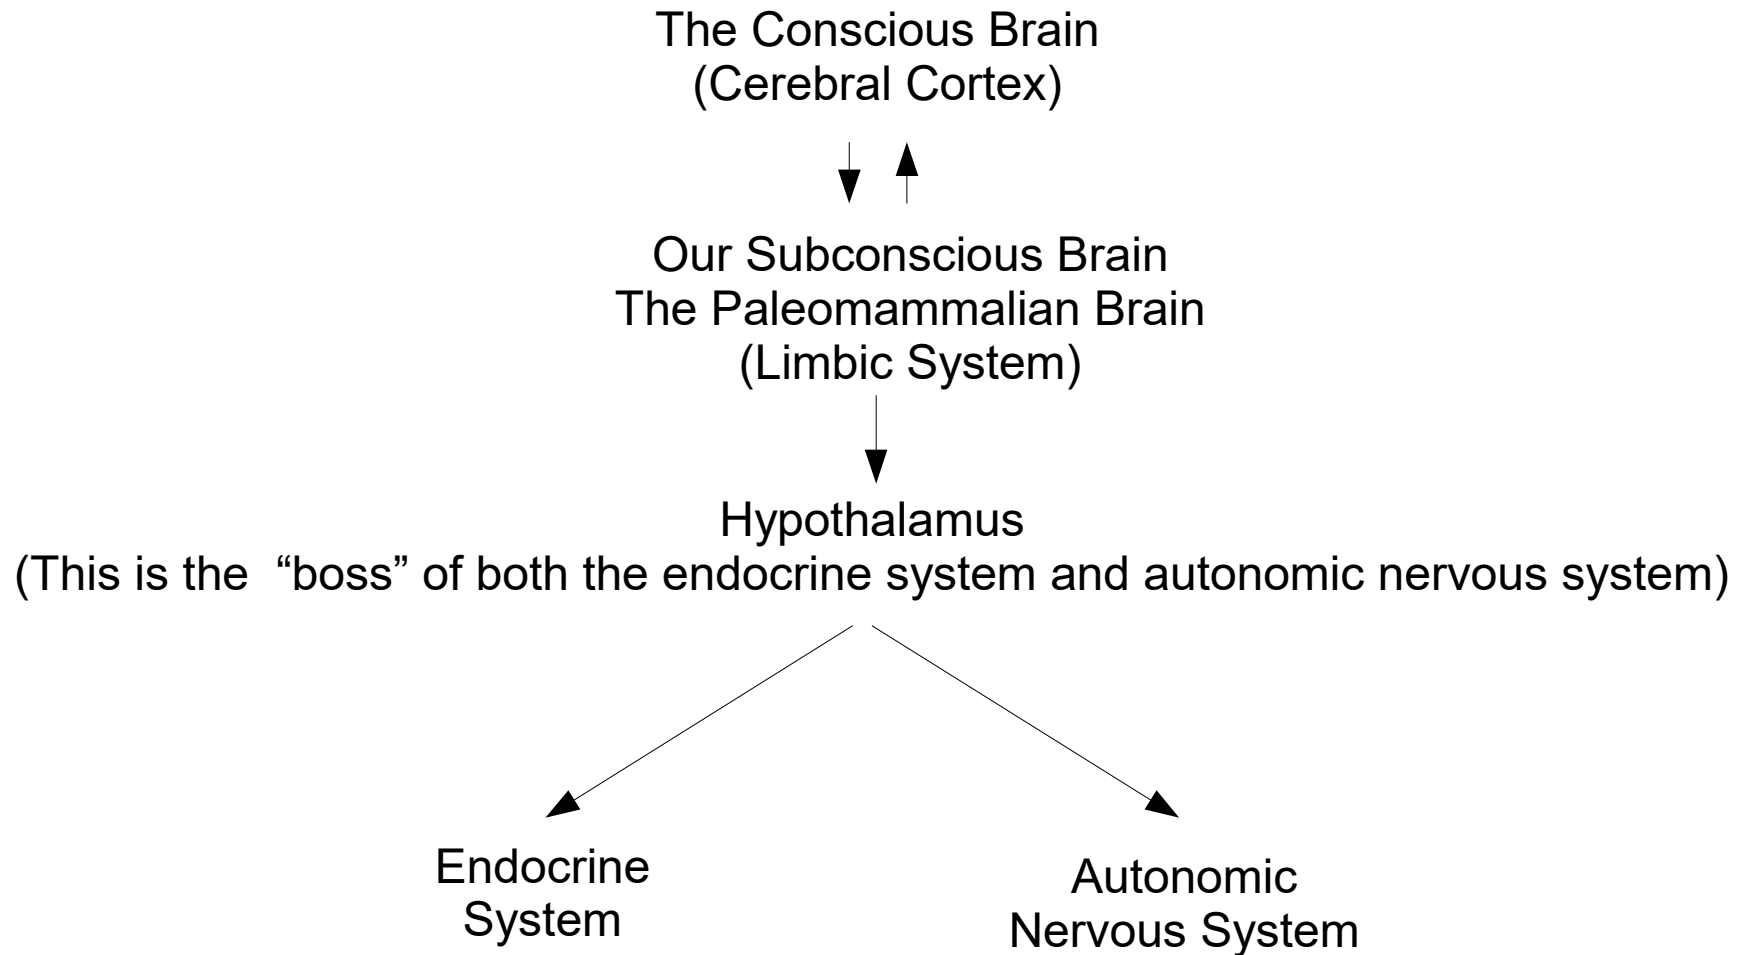 The Conscious Brain
(Cerebral Cortex)
Our Subconscious Brain
The Paleomammalian Brain
(Limbic System)
Hypothalamus
(This is the  “boss” of both the endocrine system and autonomic nervous system)
Endocrine
System
Autonomic
Nervous System